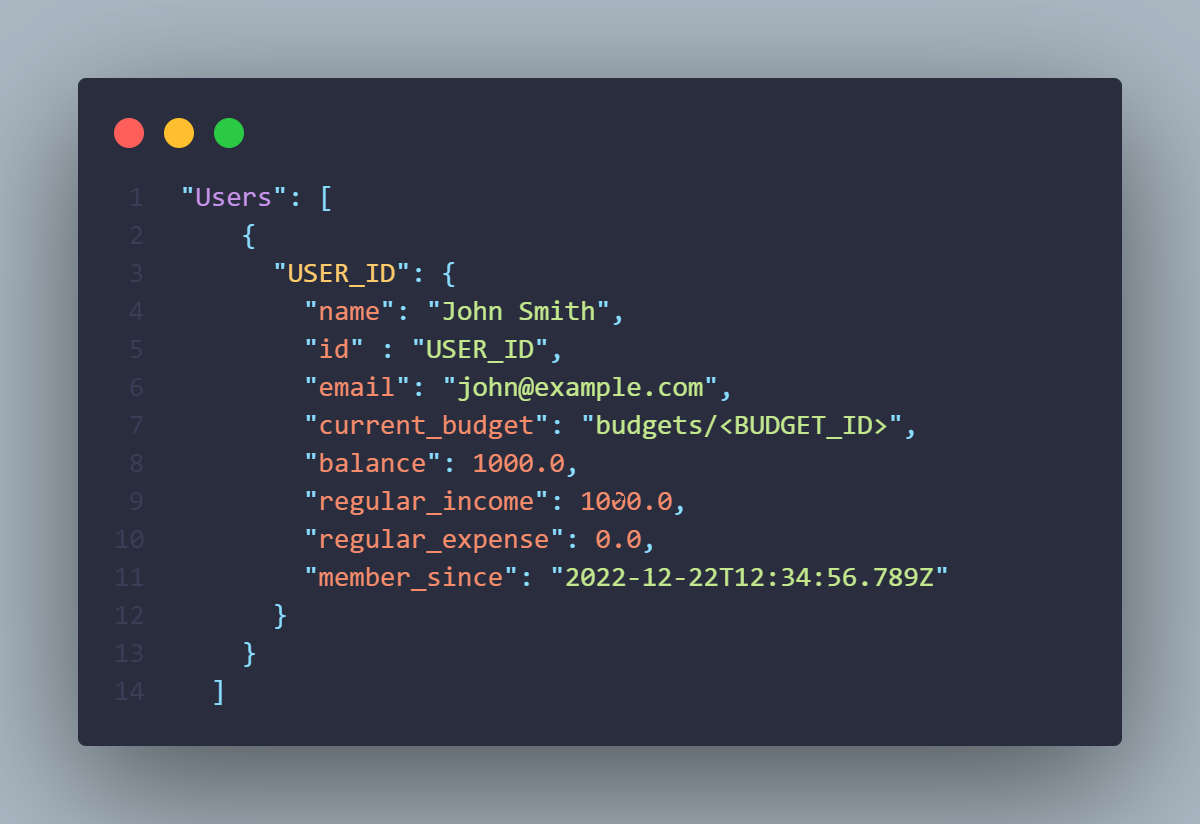 1 "Users": [
2 {
3 "USER_ID": {
4 "name": "John Smith",
5 "id" : "USER_ID",
6 "email": "john@example.com",
7 "current_budget": "budgets/<BUDGET_ID>",
8 "balance": 1000.0,
9 "regular_income": 1000.0,
10 "regular_expense": 0.0,
11 "member_since": "2022-12-22T12:34:56.789Z"
12 }
13 }
14 ]